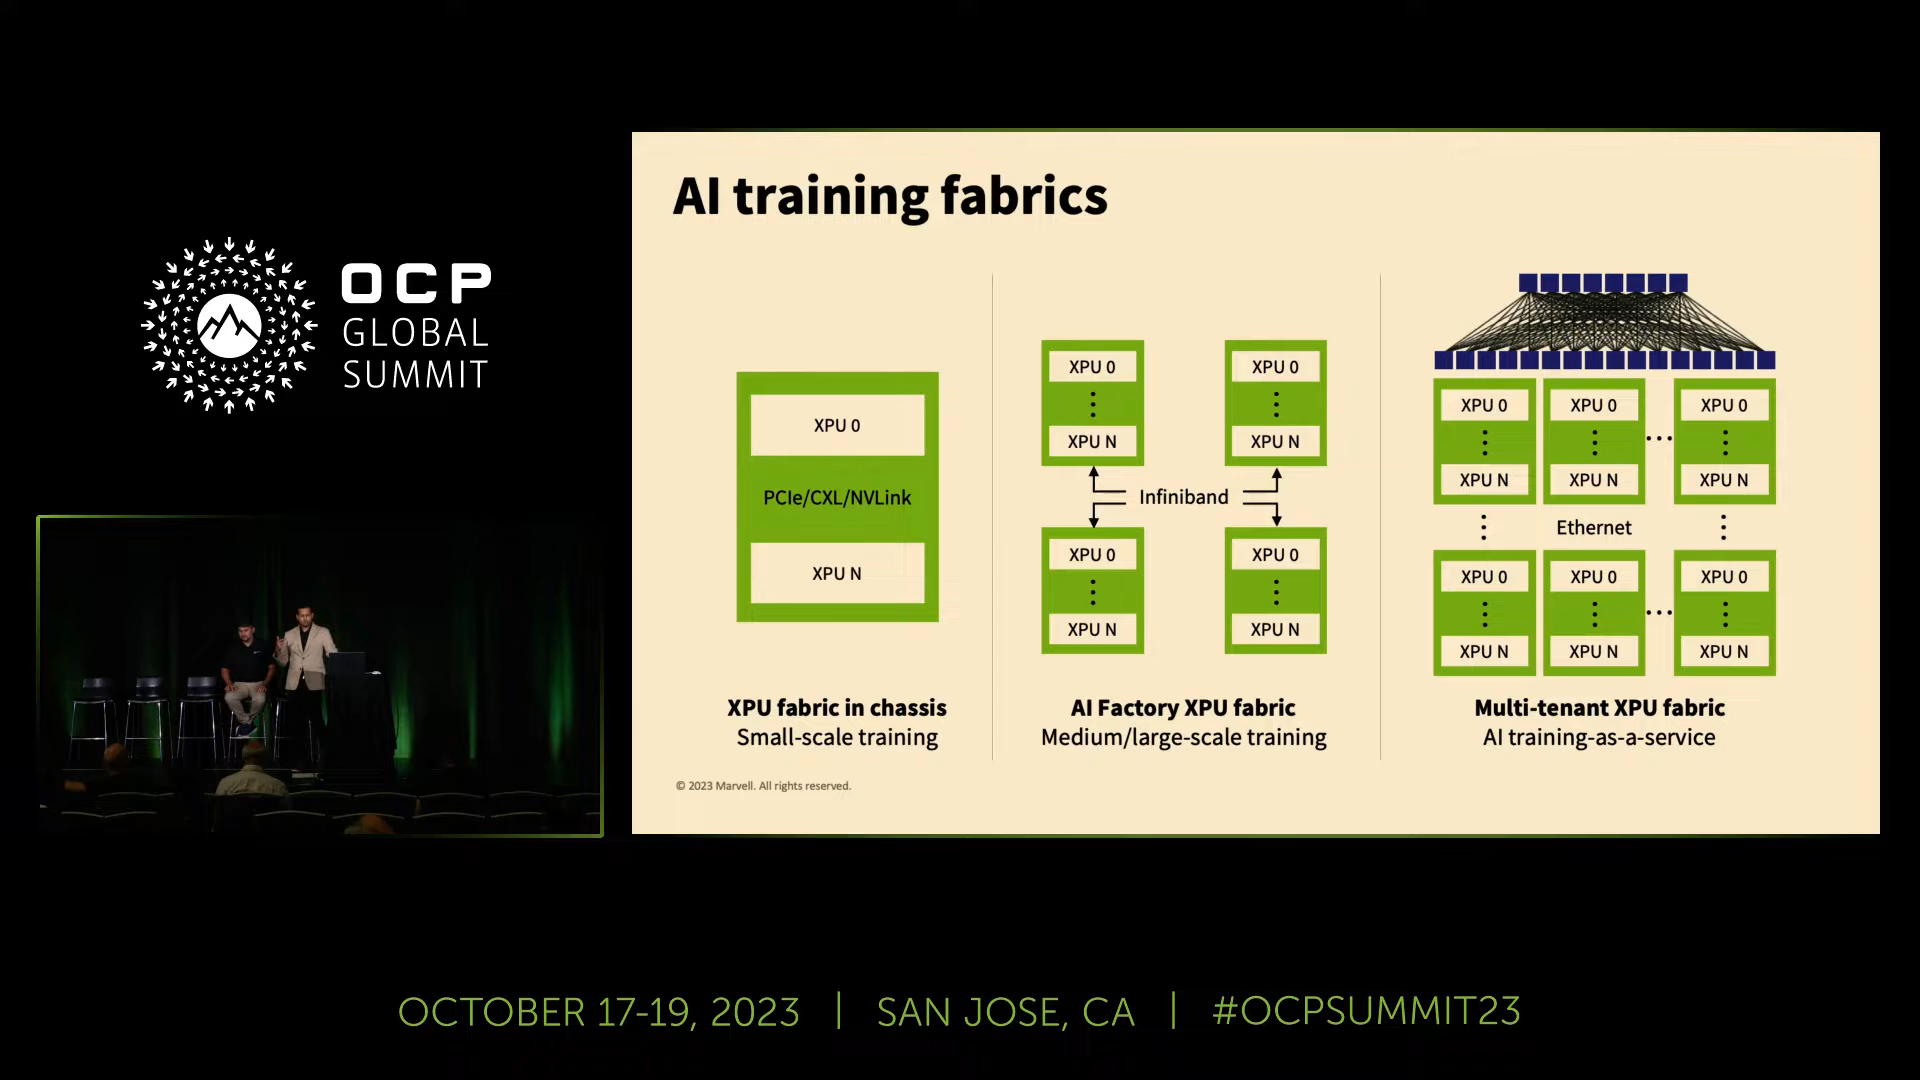 OCP
GLOBAL
SUMMIT
AI training fabrics
XPU 0
PCIe/CXL/NVLink
XPU N
XPU fabric in chassis
Small-scale training
XPU 0
XPU N
XPU 0
XPU N
Infiniband
XPU 0
XPU N
XPU 0
XPU N
AI Factory XPU fabric
Medium/large-scale training
XPU 0 XPU 0 ... XPU 0
XPU N XPU N XPU N
Ethernet
XPU 0 XPU 0 ... XPU 0
XPU N XPU N XPU N
Multi-tenant XPU fabric
AI training-as-a-service
© 2023 Marvell. All rights reserved.
OCTOBER 17-19, 2023 | SAN JOSE, CA | #OCPSUMMIT23